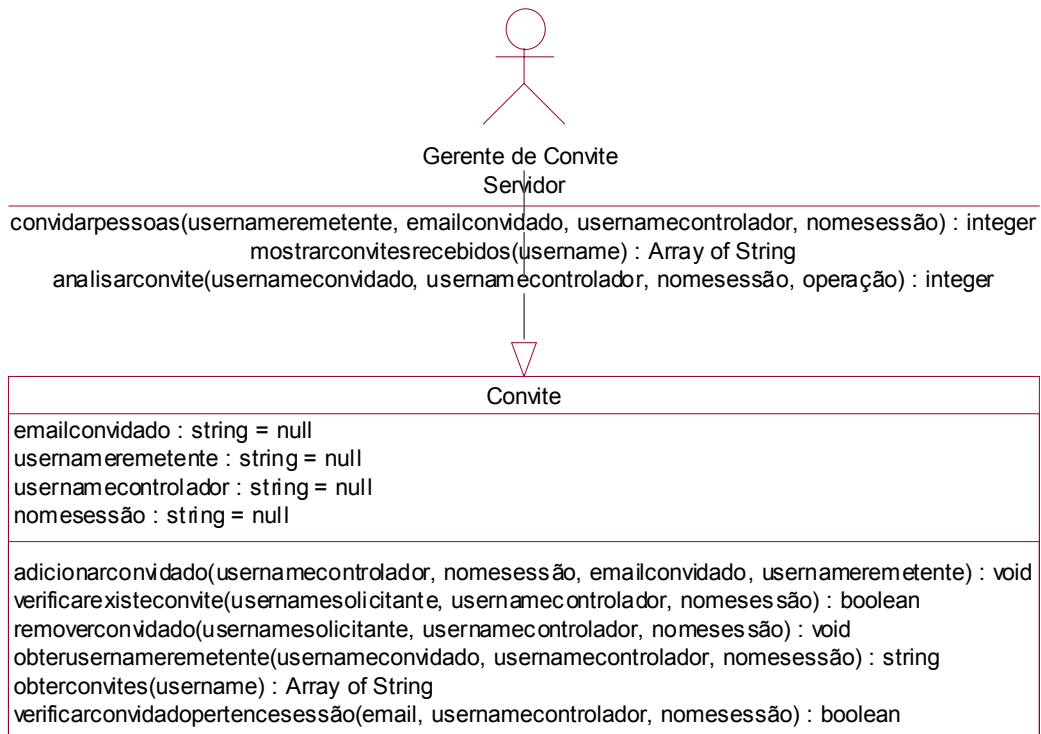 Gerente de Convite
Servidor
convidarpessoas(usernameremetente, emailconvidado, usernamecontrolador, nomesessão) : integer
mostrarconvitesrecebidos(username) : Array of String
analisarconvite(usernameconvidado, usernamecontrolador, nomesessão, operação) : integer
Convite
emailconvidado : string = null
usernameremetente : string = null
usernamecontrolador : string = null
nomesessão : string = null
adicionarconvidado(usernamecontrolador, nomesessão, emailconvidado, usernameremetente) : void
verificarexisteconvite(usernamesolicitante, usernamecontrolador, nomesessão) : boolean
removerconvidado(usernamesolicitante, usernamecontrolador, nomesessão) : void
obterusernameremetente(usernameconvidado, usernamecontrolador, nomesessão) : string
obterconvites(username) : Array of String
verificarconvidadopertencesessão(email, usernamecontrolador, nomesessão) : boolean